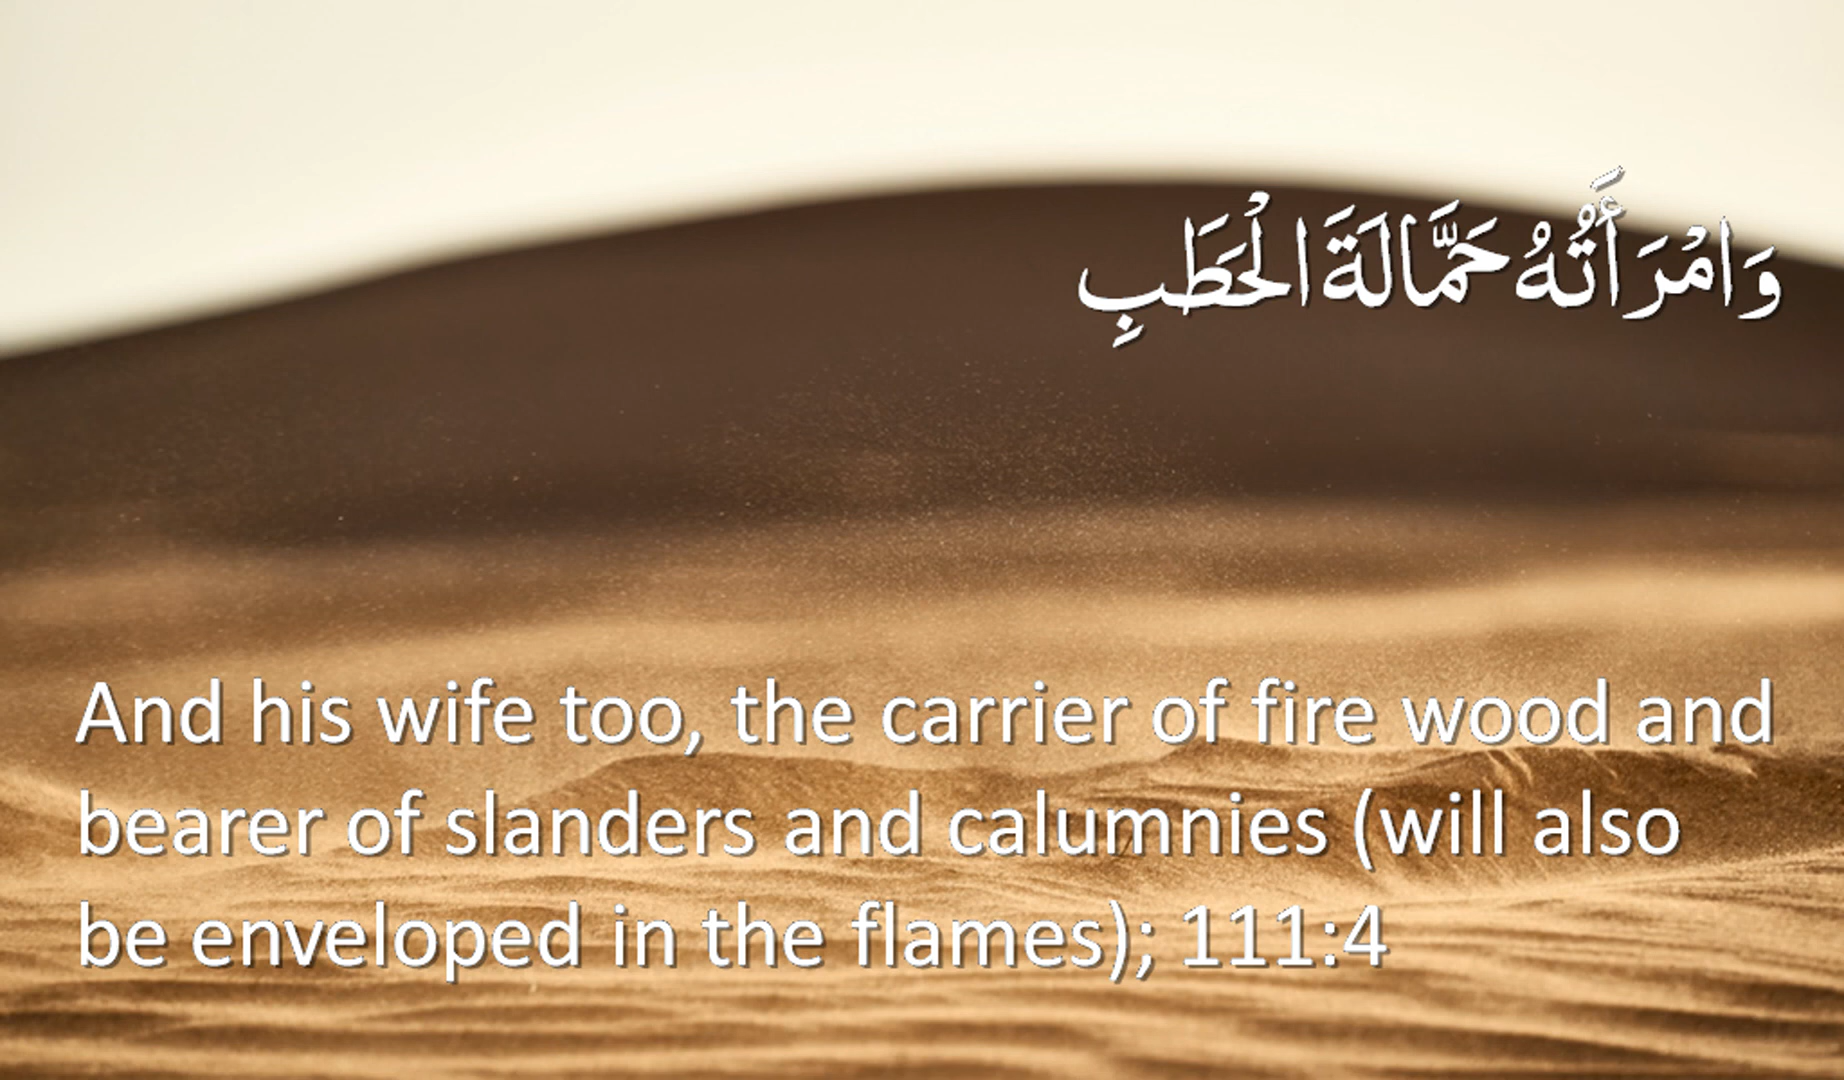 وَامْرَأَتُهُ حَمَّالَةَ الْحَطَبِ
And his wife too, the carrier of fire wood and
bearer of slanders and calumnies (will also
be enveloped in the flames); 111:4